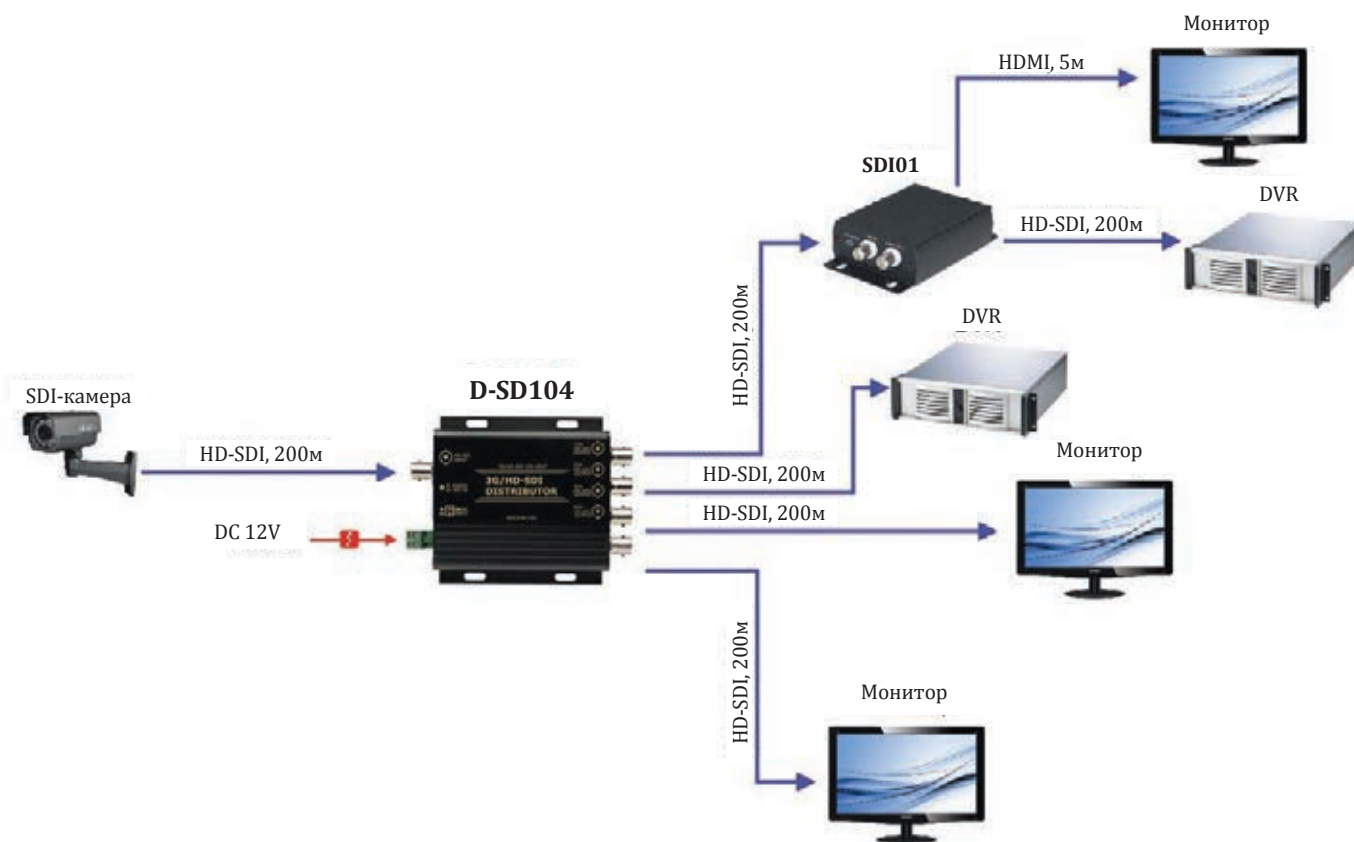 Монитор
HDMI, 5м
SDI01
DVR
HD-SDI, 200м
HD-SDI, 200м
DVR
D-SD104
SDI-камера
HD-SDI, 200м
3G/HD-SDI
DISTRIBUTOR
HD-SDI, 200м
Монитор
HD-SDI, 200м
DC 12V
HD-SDI, 200м
Монитор